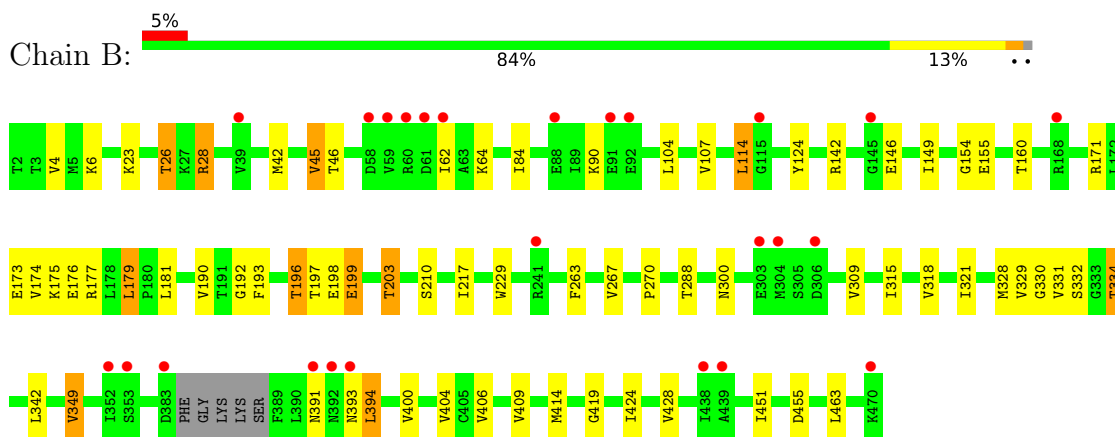 5%
Chain B:
84% 13% • •
T2 T3 V4 M5 K6 K23 T26 K27 R28 V39 M42 V45 T46 D58 V59 R60 D61 I62 A63 K64 I84 E88 I89 K90 E91 E92 L104 V107 L114 G115 Y124 R142 G145 E146 I149 G154 E155 T160 R168 R171 L172
E173 V174 K175 E176 R177 L178 L179 P180 L181 V190 T191 G192 F193 T196 T197 E198 E199 T203 S210 I217 W229 R241 F263 V267 P270 T288 N300 E303 M304 S305 D306 V309 I315 V318 I321 M328 V329 G330 V331 S332 G333 T334
L342 V349 I352 S353 D383 PHE GLY LYS LYS SER F389 L390 N391 N392 N393 L394 V400 V404 C405 V406 V409 M414 G419 I424 V428 I438 A439 I451 D455 L463 K470